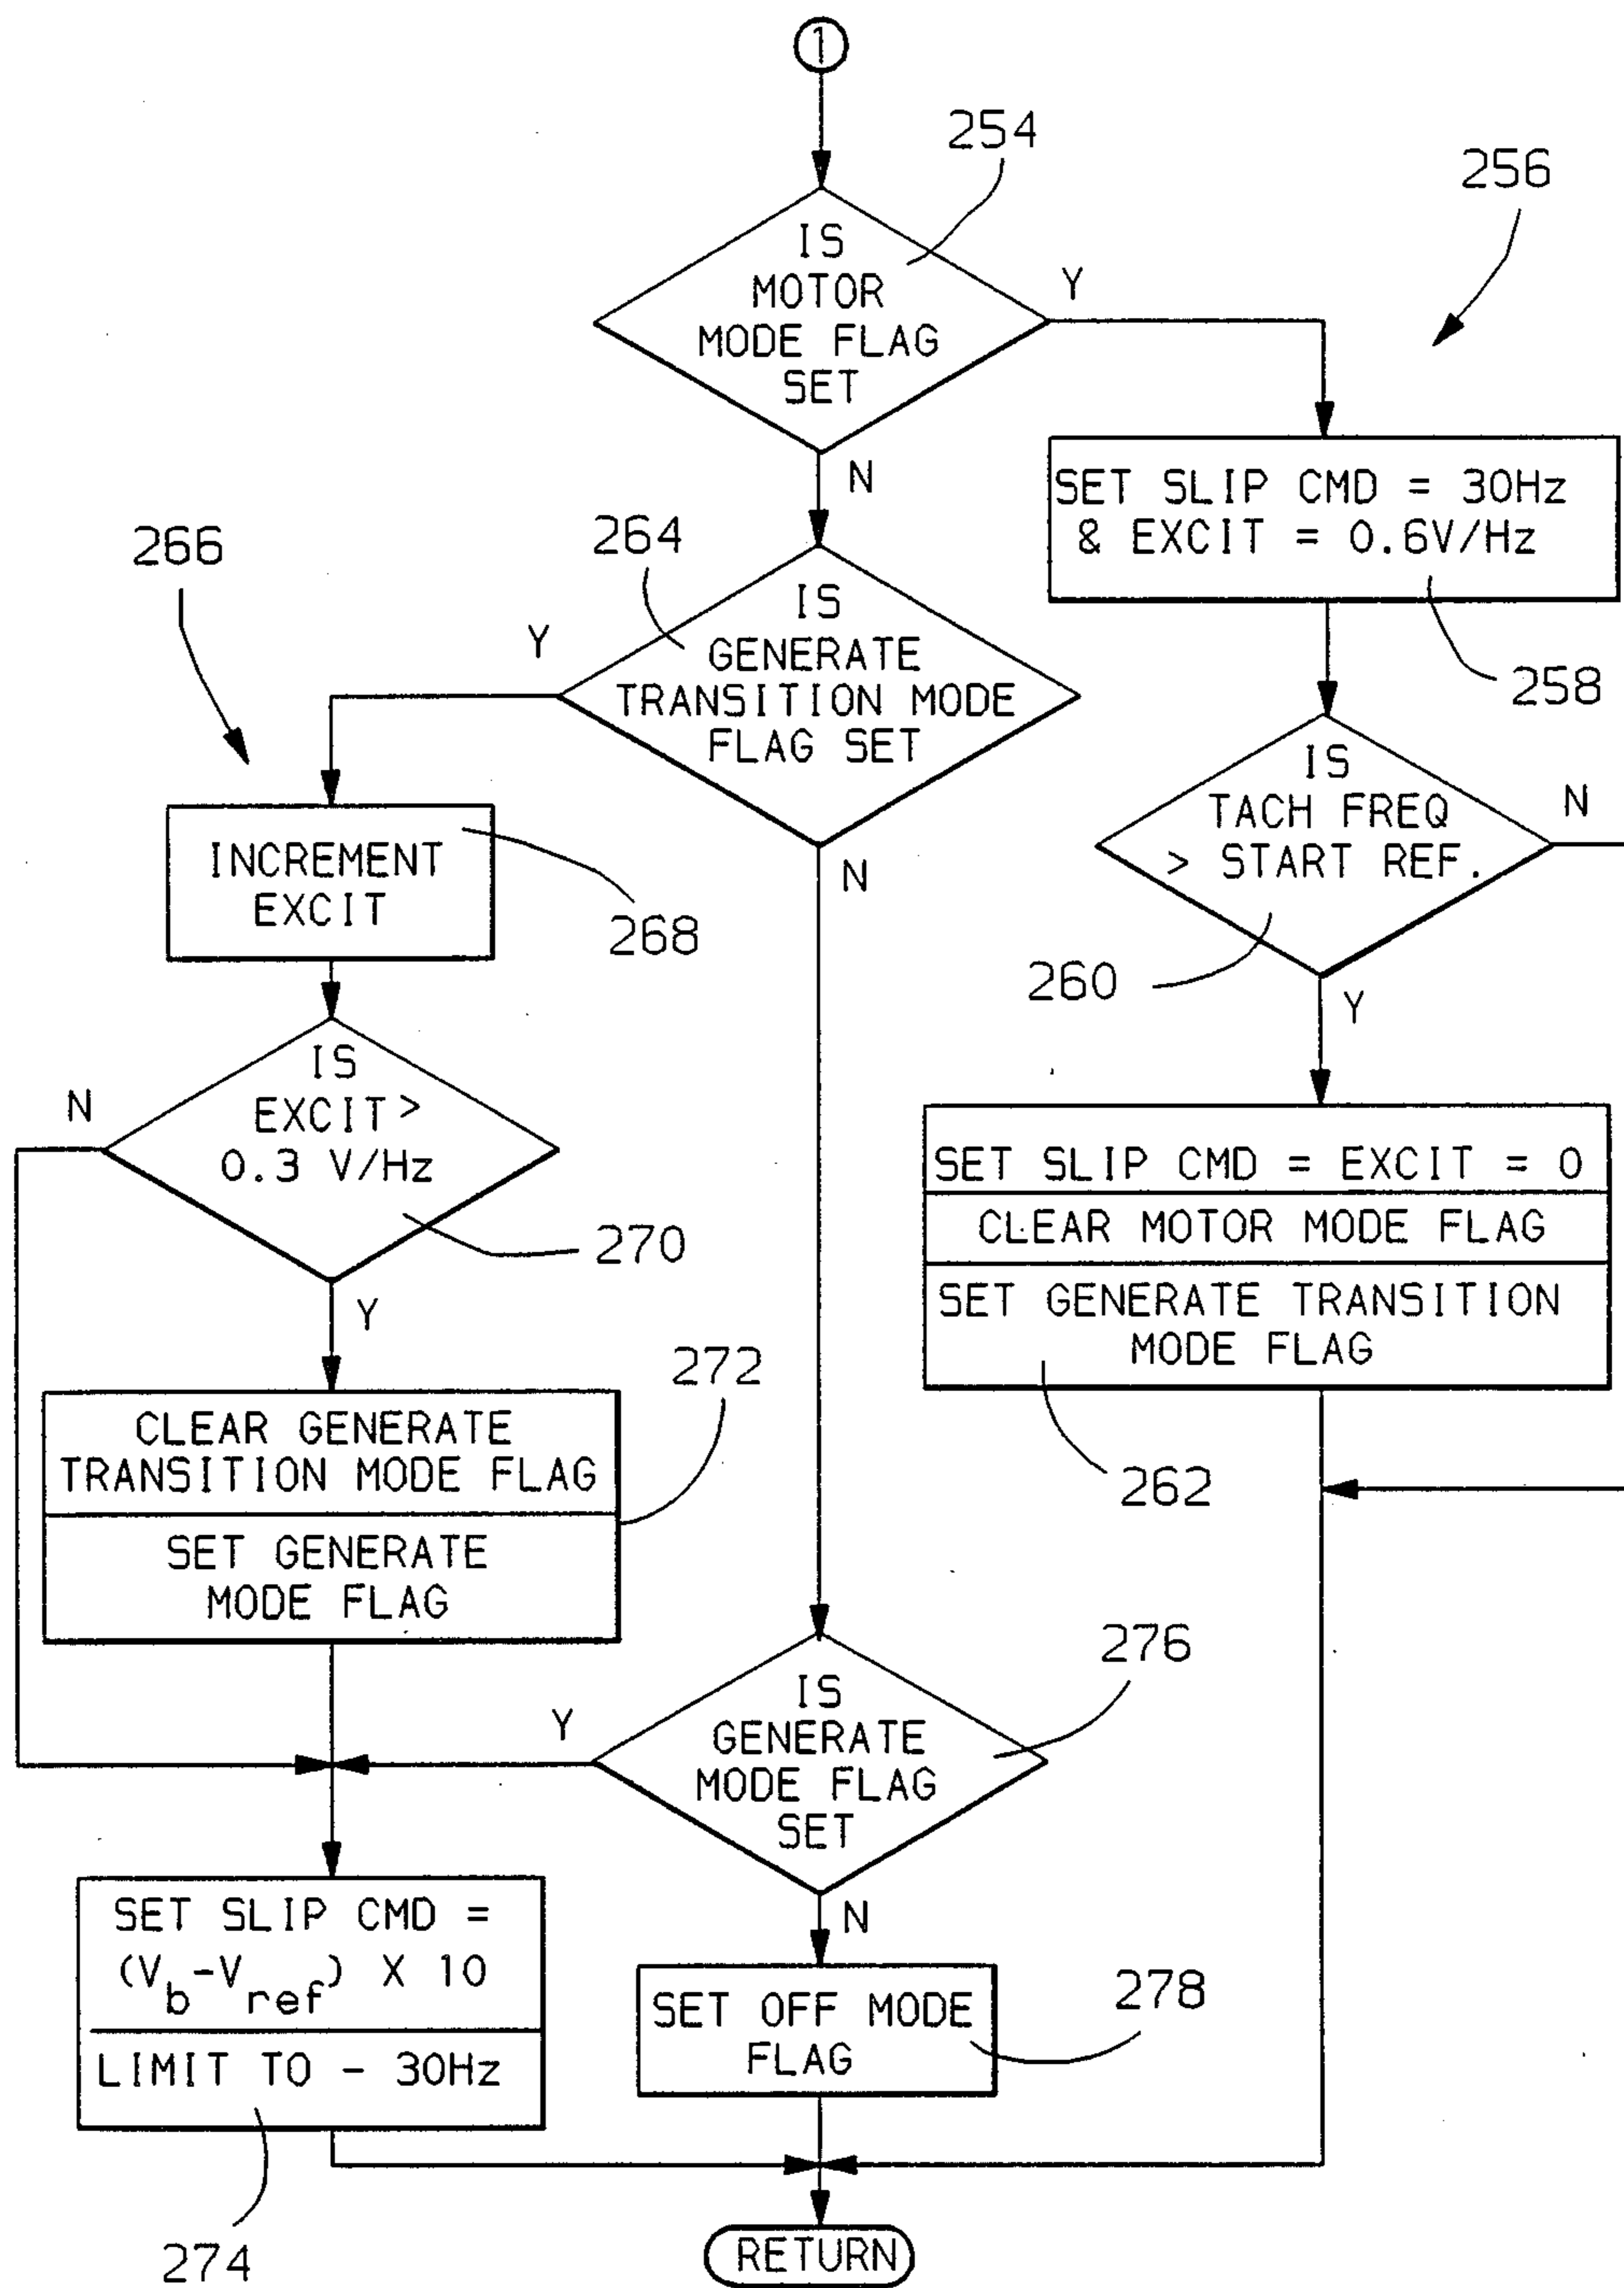 1
254
256
IS
MOTOR
MODE FLAG
SET
Y
N
SET SLIP CMD = 30Hz
& EXCIT = 0.6V/Hz
258
266
264
IS
GENERATE
TRANSITION MODE
FLAG SET
Y
N
IS
TACH FREQ
> START REF.
N
260
Y
INCREMENT
EXCIT
268
IS
EXCIT >
0.3 V/Hz
N
270
Y
SET SLIP CMD = EXCIT = 0
CLEAR MOTOR MODE FLAG
SET GENERATE TRANSITION
MODE FLAG
262
272
CLEAR GENERATE
TRANSITION MODE FLAG
SET GENERATE
MODE FLAG
276
IS
GENERATE
MODE FLAG
SET
Y
N
SET SLIP CMD =
(Vb-Vref) X 10
LIMIT TO - 30Hz
274
SET OFF MODE
FLAG
278
RETURN